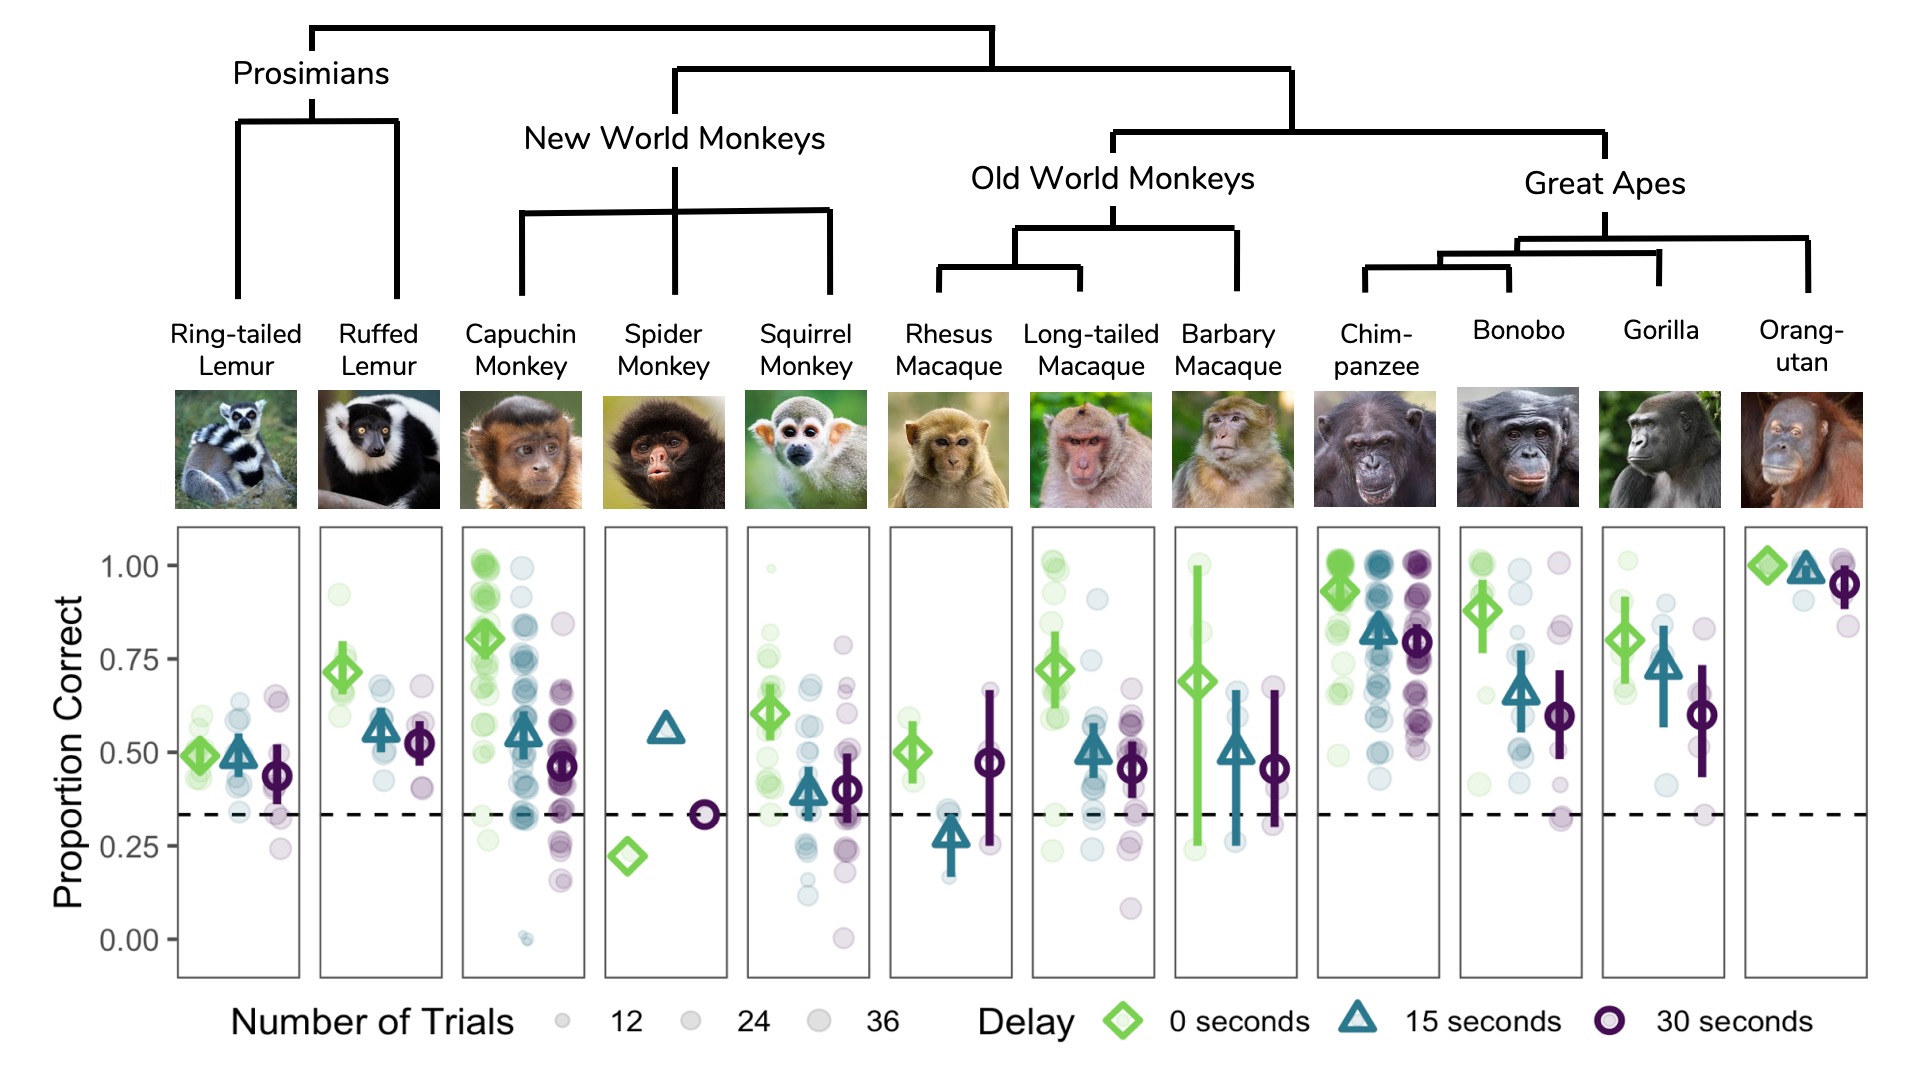 Prosimians
New World Monkeys
Old World Monkeys
Great Apes
Ring-tailed
Lemur
Ruffed
Lemur
Capuchin
Monkey
Spider
Monkey
Squirrel
Monkey
Rhesus
Macaque
Long-tailed
Macaque
Barbary
Macaque
Chim-
panzee
Bonobo
Gorilla
Orang-
utan
Proportion Correct
1.00
0.75
0.50
0.25
0.00
Number of Trials 12 24 36 Delay 0 seconds 15 seconds 30 seconds